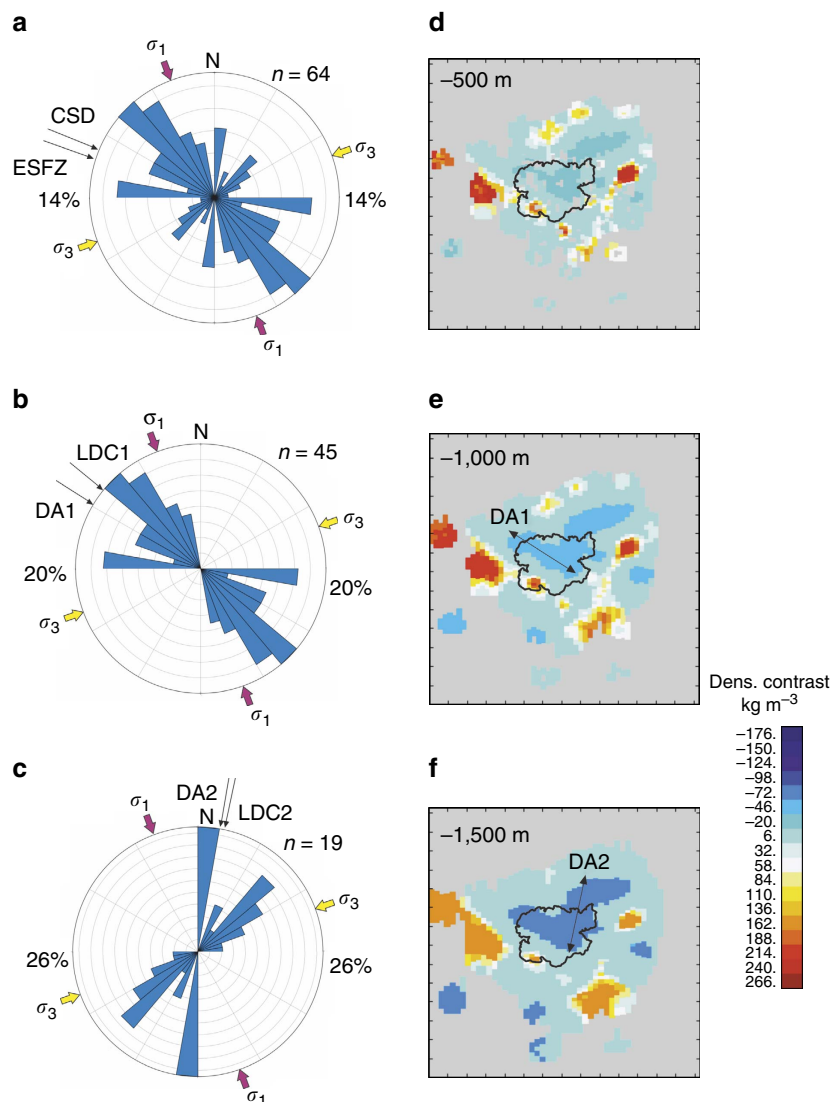 a
σ1
N
n = 64
CSD
ESFZ
σ3
14%
14%
σ3
σ1
b
σ1
N
LDC1
n = 45
DA1
σ3
20%
20%
σ3
σ1
c
DA2
σ1
N
LDC2
n = 19
σ3
26%
26%
σ3
σ1
d
–500 m
e
–1,000 m
DA1
Dens. contrast
kg m–3
–176.
–150.
–124.
–98.
–72.
–46.
–20.
6.
32.
58.
84.
110.
136.
162.
188.
214.
240.
266.
f
–1,500 m
DA2